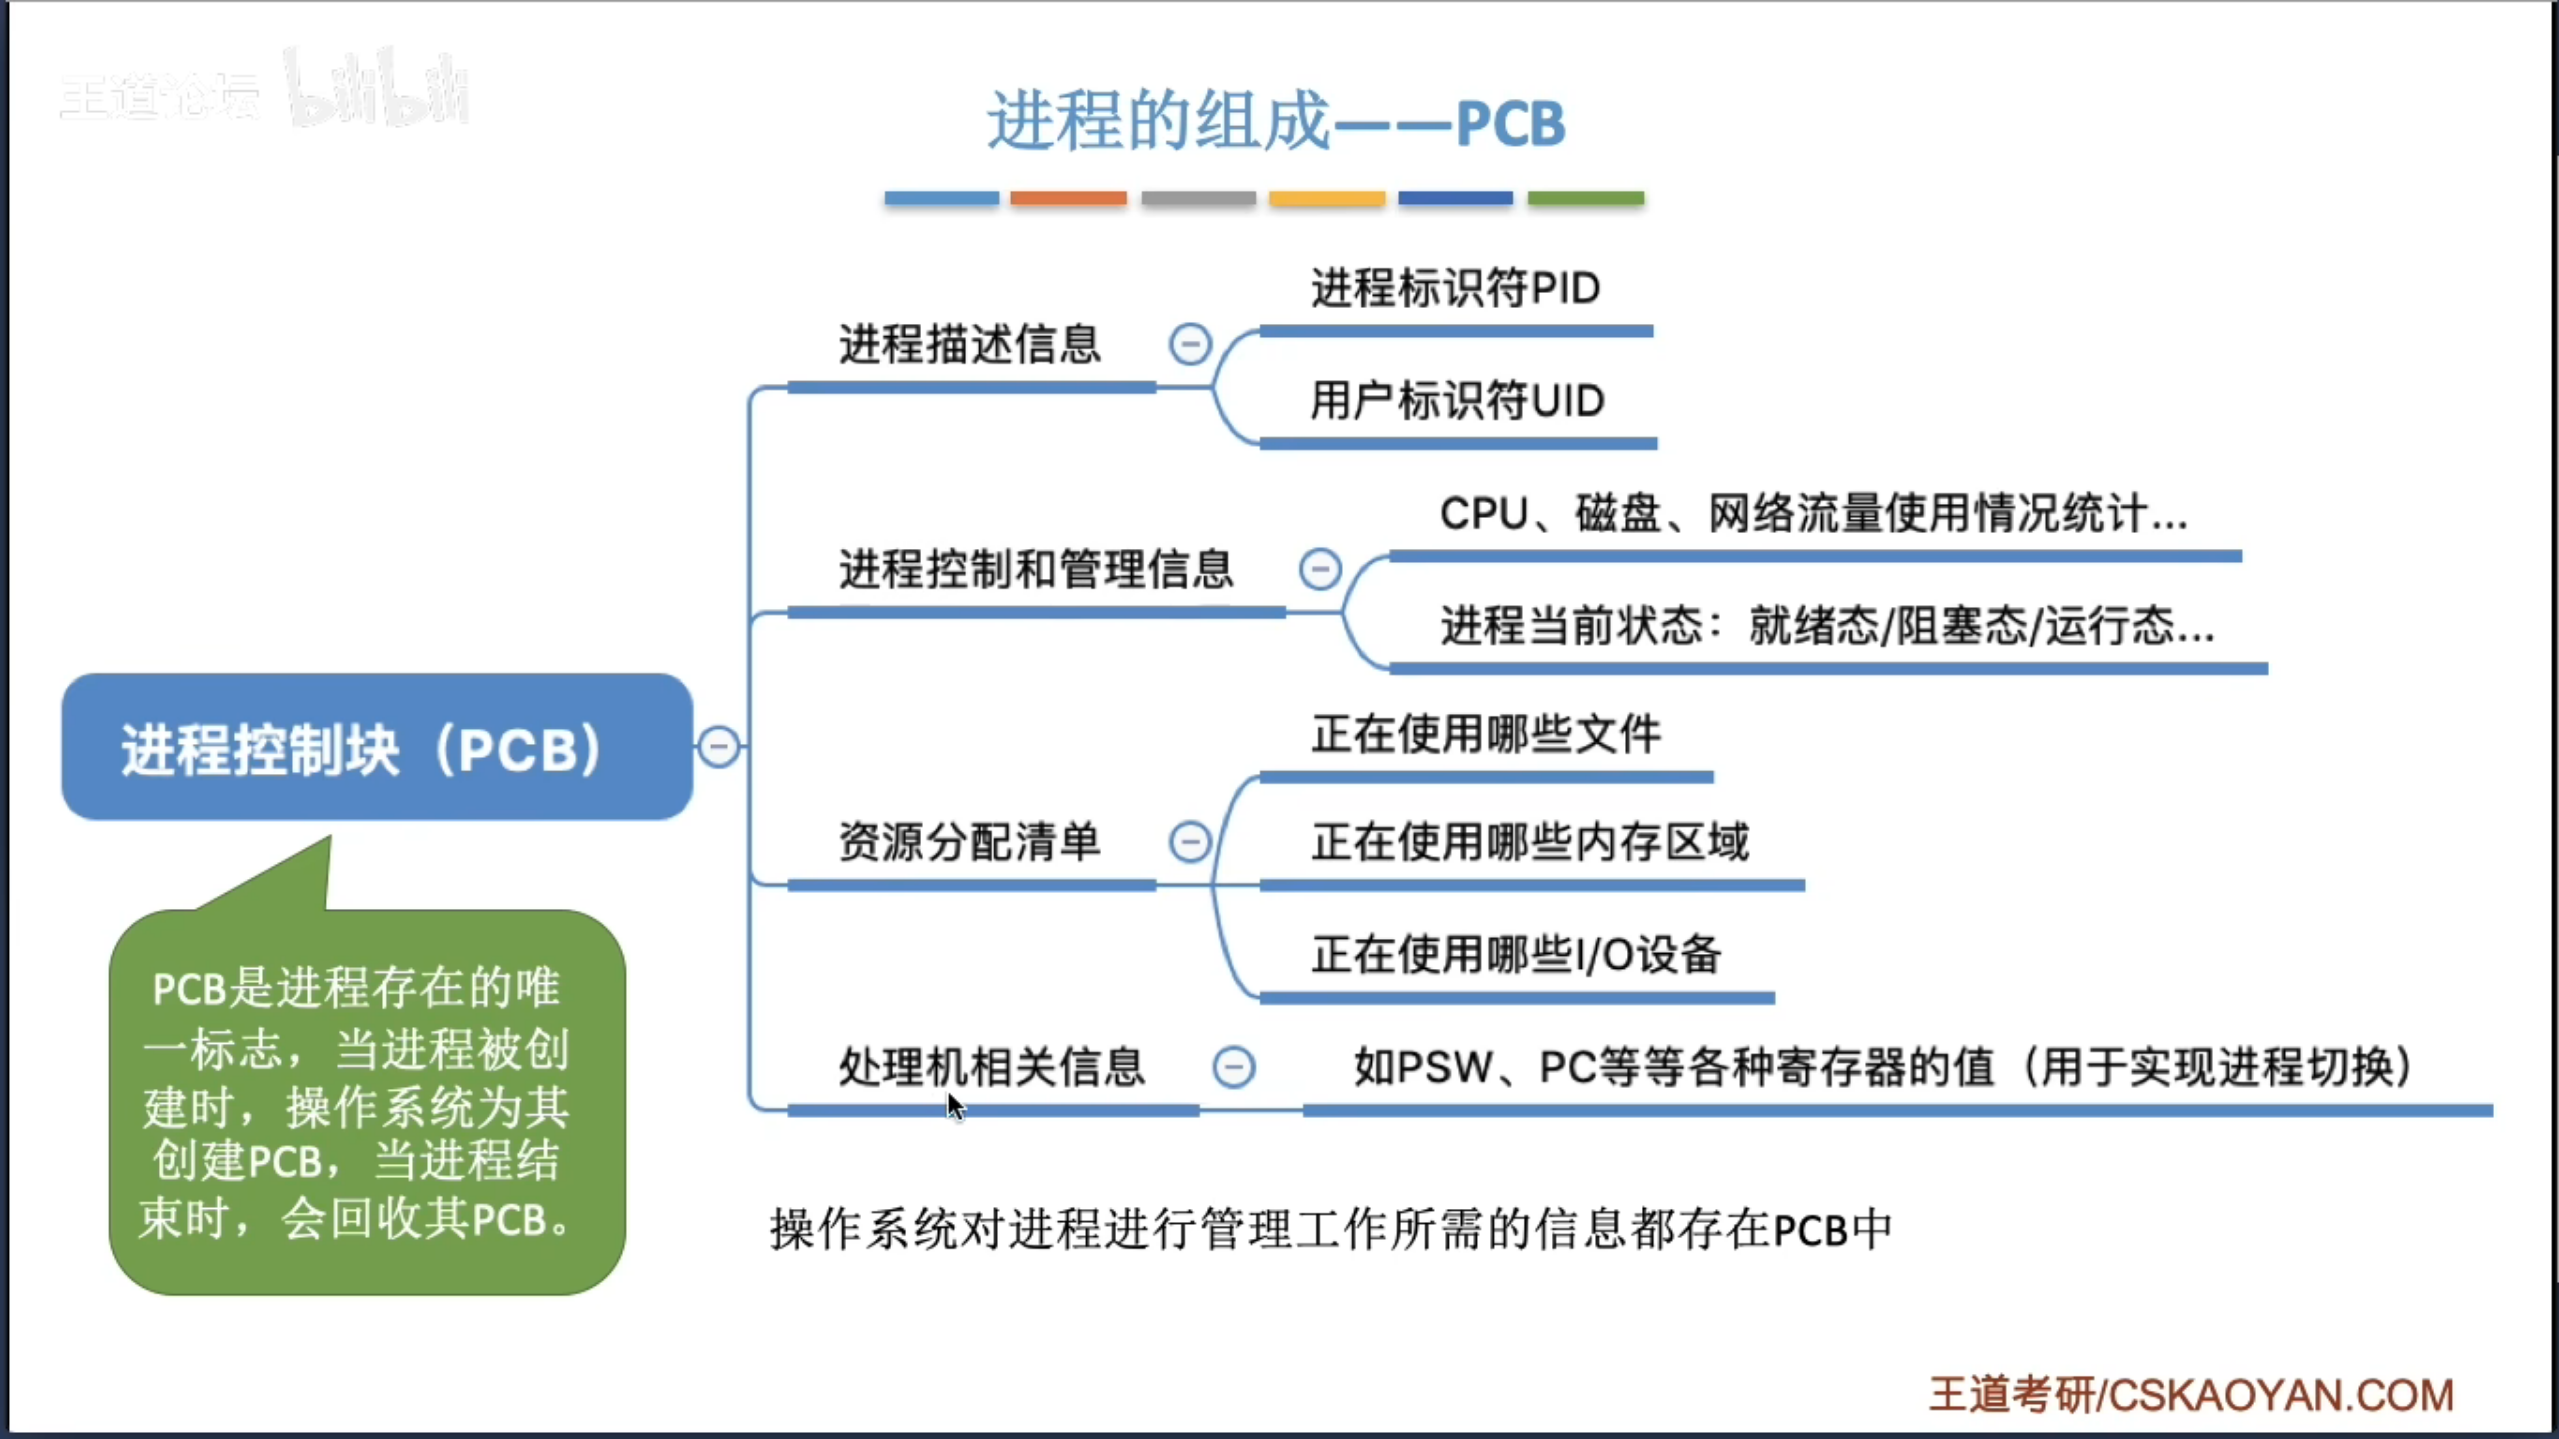 王道论坛 bilibili
进程的组成——PCB
进程标识符PID
进程描述信息
用户标识符UID
CPU、磁盘、网络流量使用情况统计...
进程控制和管理信息
进程当前状态：就绪态/阻塞态/运行态...
进程控制块（PCB）
正在使用哪些文件
资源分配清单
正在使用哪些内存区域
正在使用哪些I/O设备
处理机相关信息
如PSW、PC等等各种寄存器的值（用于实现进程切换）
PCB是进程存在的唯
一标志，当进程被创
建时，操作系统为其
创建PCB，当进程结
束时，会回收其PCB。
操作系统对进程进行管理工作所需的信息都存在PCB中
王道考研/CSKAOYAN.COM